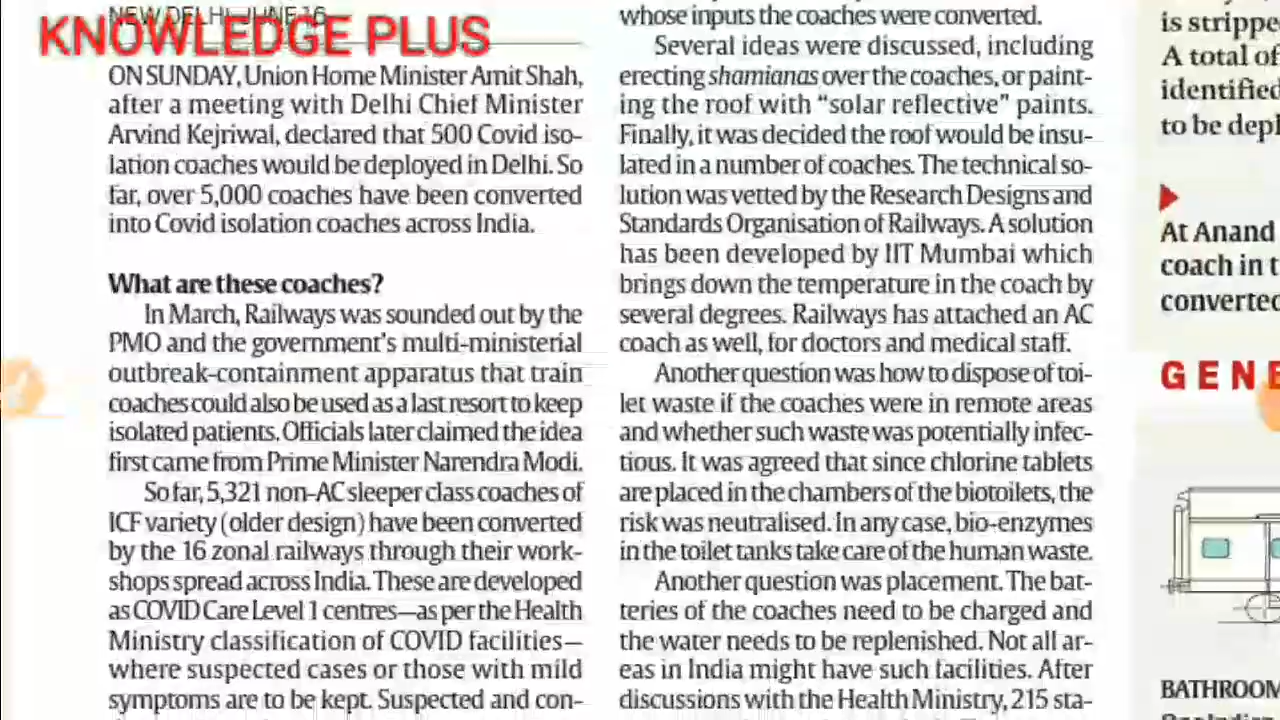 NEW DELHI, JUNE 16
KNOWLEDGE PLUS
ON SUNDAY, Union Home Minister Amit Shah,
after a meeting with Delhi Chief Minister
Arvind Kejriwal, declared that 500 Covid iso-
lation coaches would be deployed in Delhi. So
far, over 5,000 coaches have been converted
into Covid isolation coaches across India.
What are these coaches?
In March, Railways was sounded out by the
PMO and the government's multi-ministerial
outbreak-containment apparatus that train
coaches could also be used as a last resort to keep
isolated patients. Officials later claimed the idea
first came from Prime Minister Narendra Modi.
So far, 5,321 non-AC sleeper class coaches of
ICF variety (older design) have been converted
by the 16 zonal railways through their work-
shops spread across India. These are developed
as COVID Care Level 1 centres—as per the Health
Ministry classification of COVID facilities—
where suspected cases or those with mild
symptoms are to be kept. Suspected and con-
whose inputs the coaches were converted.
Several ideas were discussed, including
erecting shamianas over the coaches, or paint-
ing the roof with “solar reflective” paints.
Finally, it was decided the roof would be insu-
lated in a number of coaches. The technical so-
lution was vetted by the Research Designs and
Standards Organisation of Railways. A solution
has been developed by IIT Mumbai which
brings down the temperature in the coach by
several degrees. Railways has attached an AC
coach as well, for doctors and medical staff.
Another question was how to dispose of toi-
let waste if the coaches were in remote areas
and whether such waste was potentially infec-
tious. It was agreed that since chlorine tablets
are placed in the chambers of the biotoilets, the
risk was neutralised. In any case, bio-enzymes
in the toilet tanks take care of the human waste.
Another question was placement. The bat-
teries of the coaches need to be charged and
the water needs to be replenished. Not all ar-
eas in India might have such facilities. After
discussions with the Health Ministry, 215 sta-
is strippe
A total of
identified
to be depl
At Anand
coach in t
converted
GENE
BATHROOM